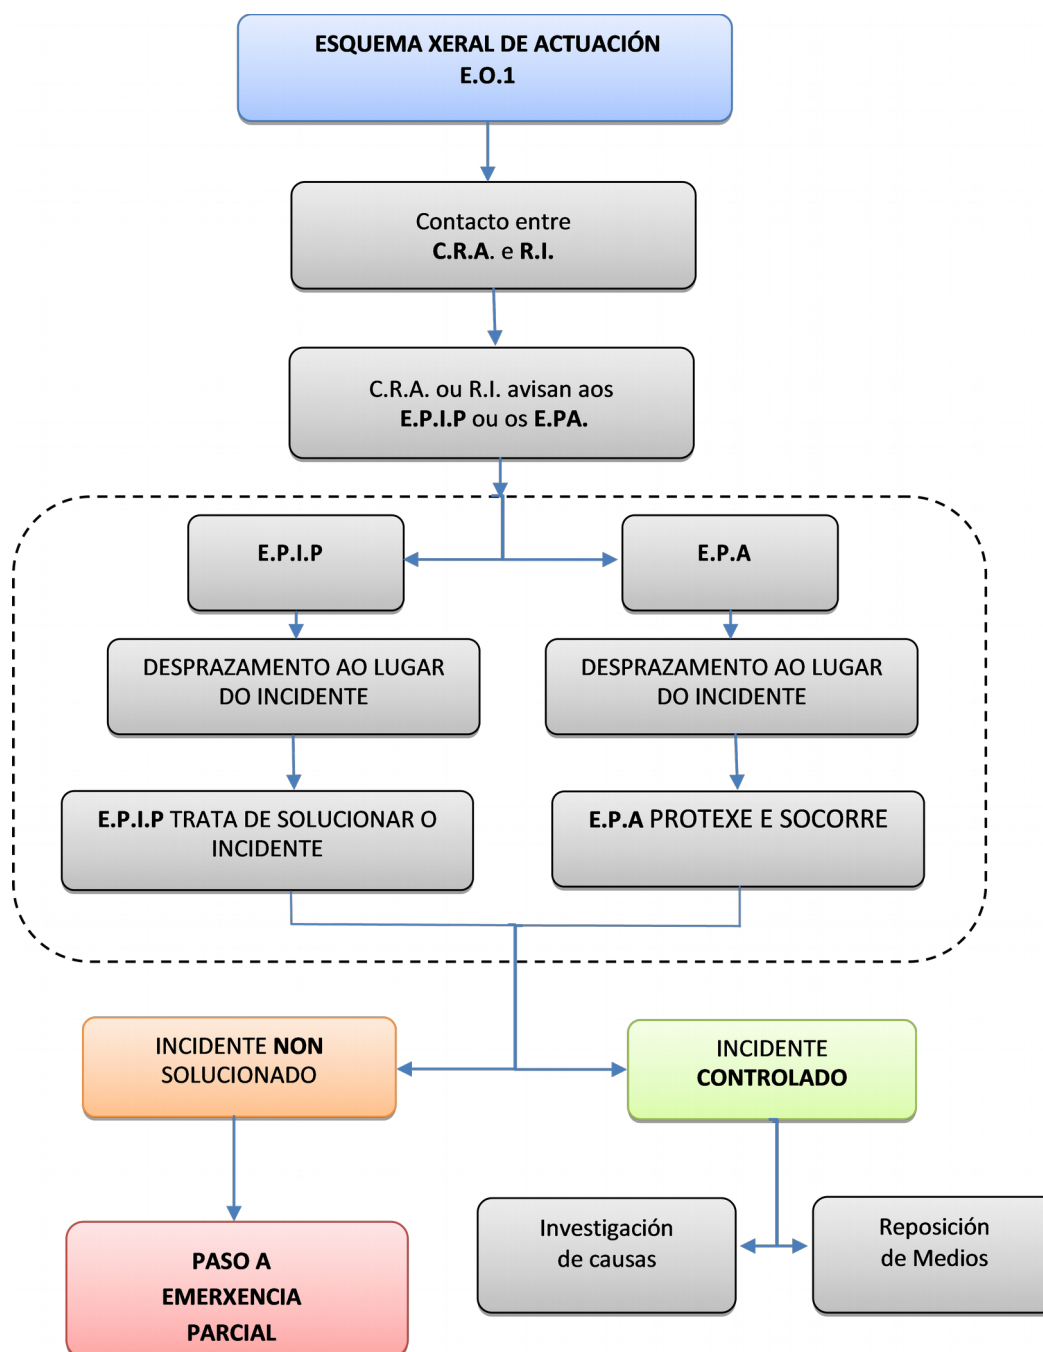 ESQUEMA XERAL DE ACTUACIÓN
E.O.1
Contacto entre
C.R.A. e R.I.
C.R.A. ou R.I. avisan aos
E.P.I.P ou os E.PA.
E.P.I.P
E.P.A
DESPRAZAMENTO AO LUGAR
DO INCIDENTE
DESPRAZAMENTO AO LUGAR
DO INCIDENTE
E.P.I.P TRATA DE SOLUCIONAR O
INCIDENTE
E.P.A PROTEXE E SOCORRE
INCIDENTE NON
SOLUCIONADO
INCIDENTE
CONTROLADO
Investigación
de causas
Reposición
de Medios
PASO A
EMERXENCIA
PARCIAL